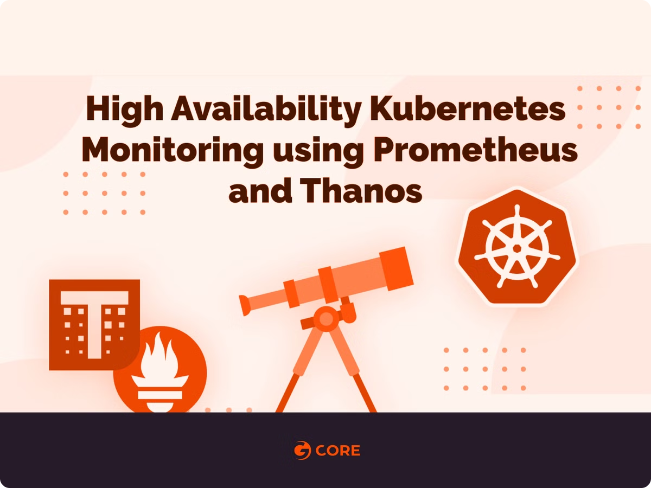 High Availability Kubernetes
Monitoring using Prometheus
and Thanos
T
CORE